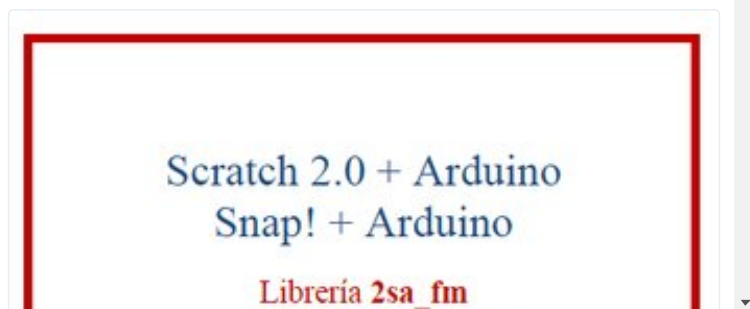 Scratch 2.0 + Arduino
Snap! + Arduino
Librería 2sa_fm